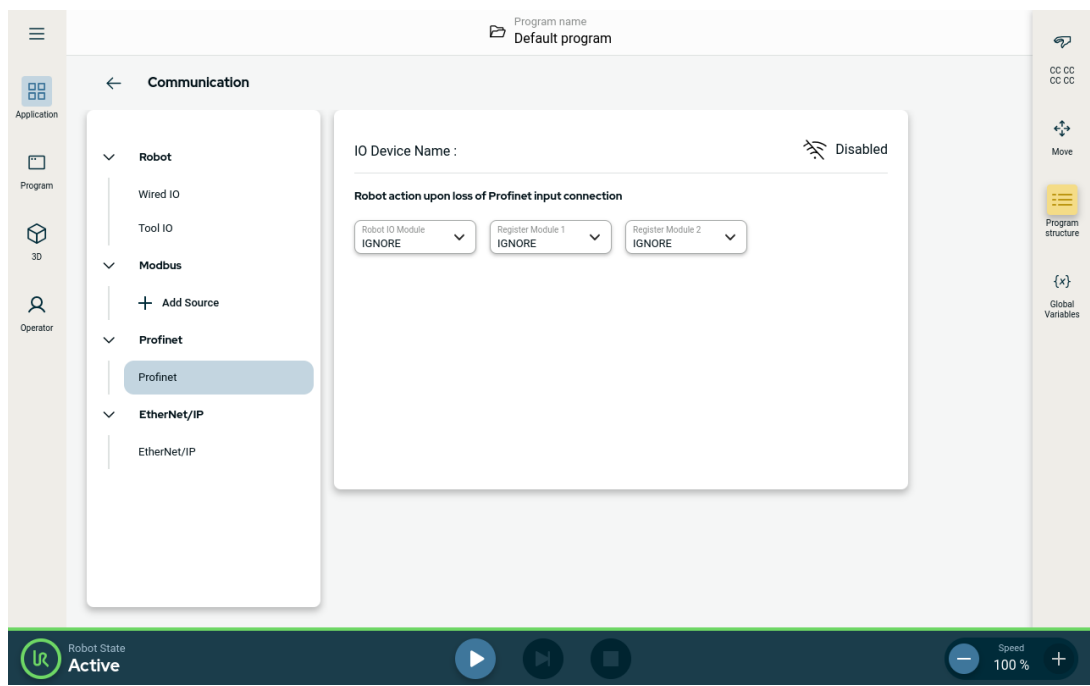 Program name
Default program
Communication
Application
Program
3D
Operator
Robot
Wired IO
Tool IO
Modbus
Add Source
Profinet
Profinet
EtherNet/IP
EtherNet/IP
IO Device Name :
Disabled
Robot action upon loss of Profinet input connection
Robot IO Module
IGNORE
Register Module 1
IGNORE
Register Module 2
IGNORE
CC CC
CC CC
Move
Program
structure
{x}
Global
Variables
UR
Robot State
Active
Speed
100 %